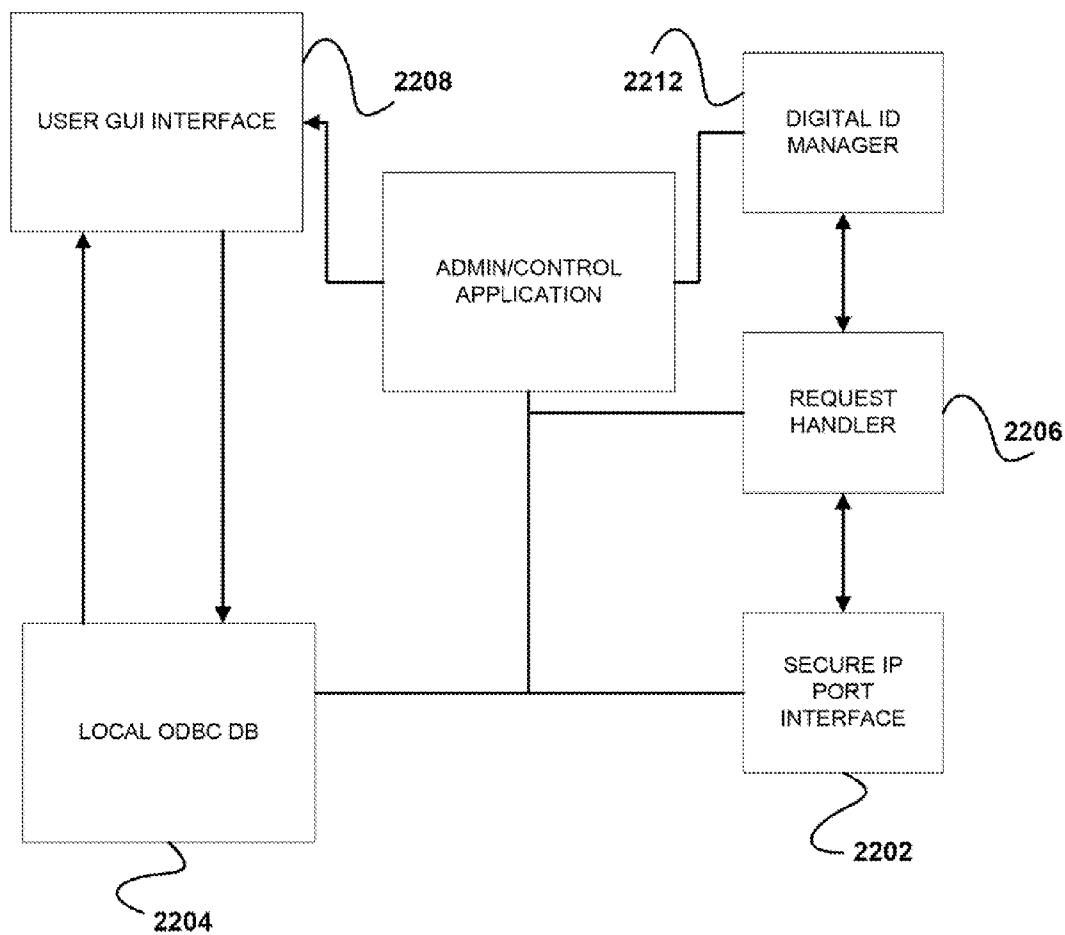 USER GUI INTERFACE
2208
2212
DIGITAL ID
MANAGER
ADMIN/CONTROL
APPLICATION
REQUEST
HANDLER
2206
LOCAL ODBC DB
SECURE IP
PORT
INTERFACE
2202
2204